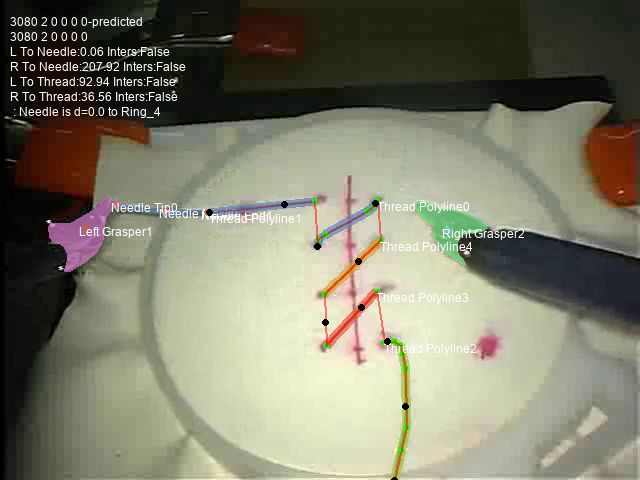 3080 2 0 0 0 0-predicted
3080 2 0 0 0 0
L To Needle:0.06 Inters:False
R To Needle:207.92 Inters:False
L To Thread:92.94 Inters:False
R To Thread:36.56 Inters:False
: Needle is d=0.0 to Ring_4
Needle Tip0
Needle
Thread Polyline1
Thread Polyline0
Left Grasper1
Right Grasper2
Thread Polyline4
Thread Polyline3
Thread Polyline2